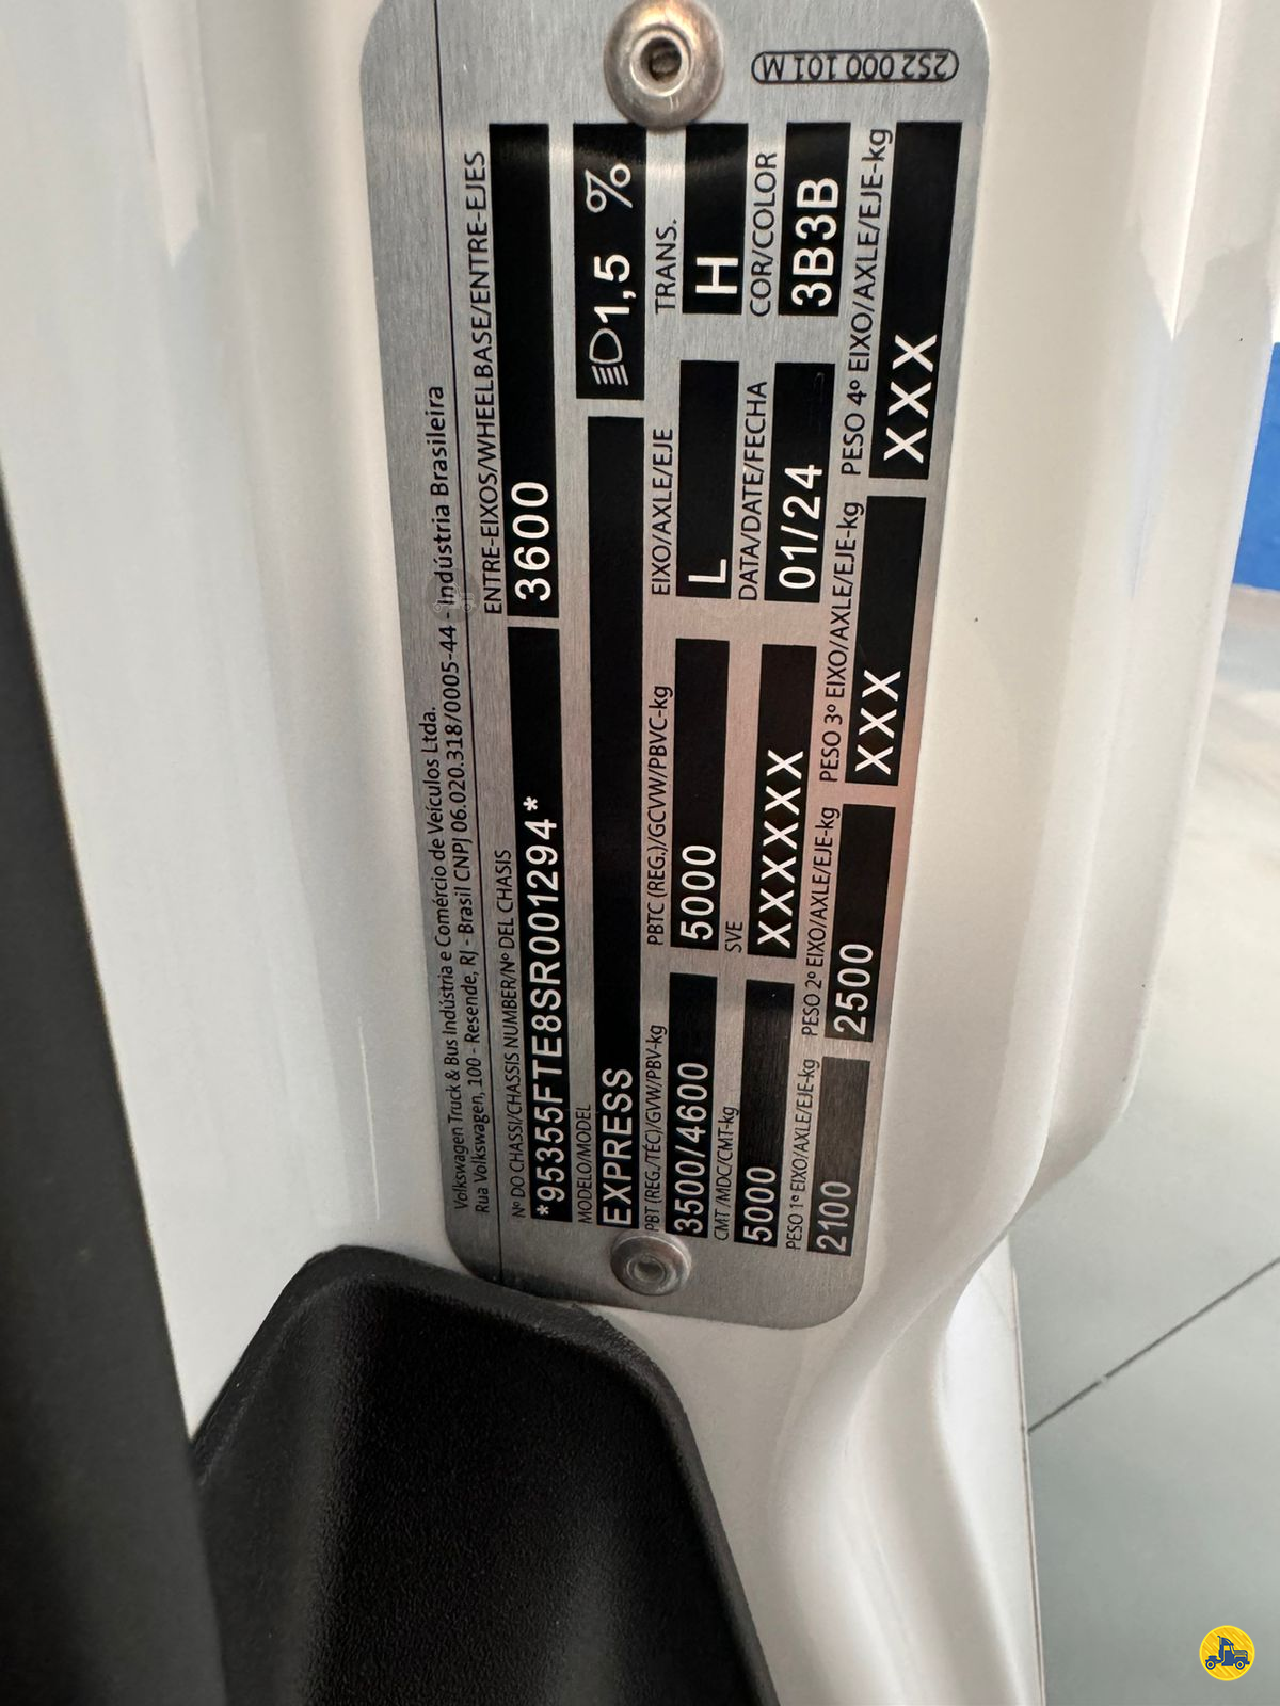 Volkswagen Truck & Bus Indústria e Comércio de Veículos Ltda.
Rua Volkswagen, 100 - Resende, RJ - Brasil CNPJ 06.020.318/0005-44 - Indústria Brasileira
Nº DO CHASSI/CHASSIS NUMBER/Nº DEL CHASIS
ENTRE-EIXOS/WHEELBASE/ENTRE-EJES
*95355FTE8SR001294*
3600
MODELO/MODEL
EXPRESS
1,5 %
PBT (REG./TEC)/GVW/PBV-kg
PBTC (REG.)/GCVW/PBVC-kg
EIXO/AXLE/EJE
TRANS.
3500/4600
5000
L
H
CMT/MDC/CMT-kg
SVE
DATA/DATE/FECHA
COR/COLOR
5000
XXXXXX
01/24
3B3B
PESO 1º EIXO/AXLE/EJE-kg
PESO 2º EIXO/AXLE/EJE-kg
PESO 3º EIXO/AXLE/EJE-kg
PESO 4º EIXO/AXLE/EJE-kg
2100
2500
XXX
XXX
2S2 000 101 M